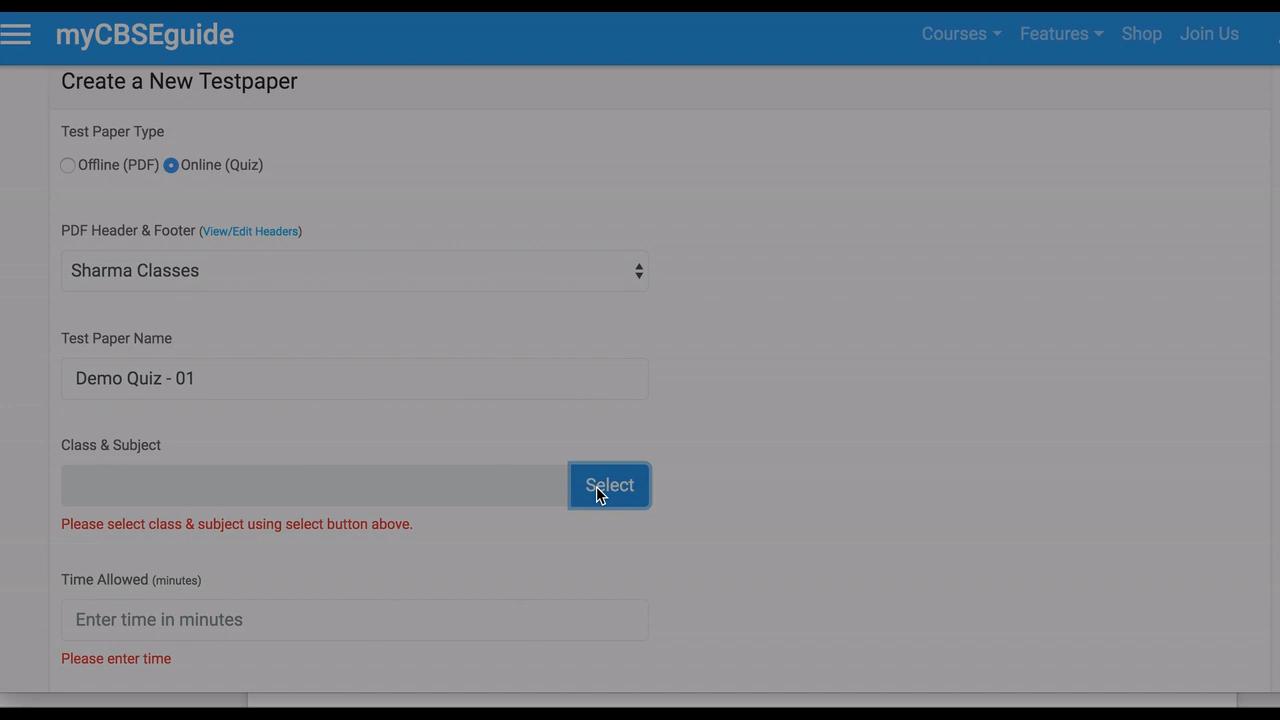 myCBSEguide
Courses Features Shop Join Us
Create a New Testpaper
Test Paper Type
Offline (PDF) Online (Quiz)
PDF Header & Footer (View/Edit Headers)
Sharma Classes
Test Paper Name
Demo Quiz - 01
Class & Subject
Select
Please select class & subject using select button above.
Time Allowed (minutes)
Enter time in minutes
Please enter time